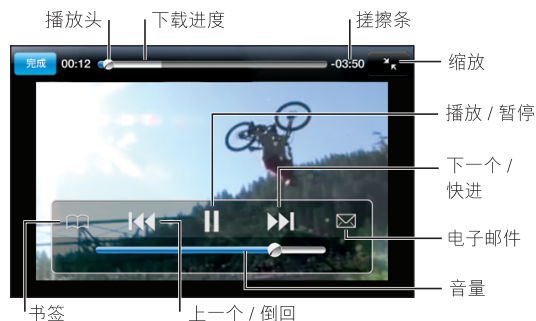 播放头 下载进度 搓擦条
完成 00:12 -03:50
缩放
播放 / 暂停
下一个 /
快进
电子邮件
音量
书签 上一个 / 倒回